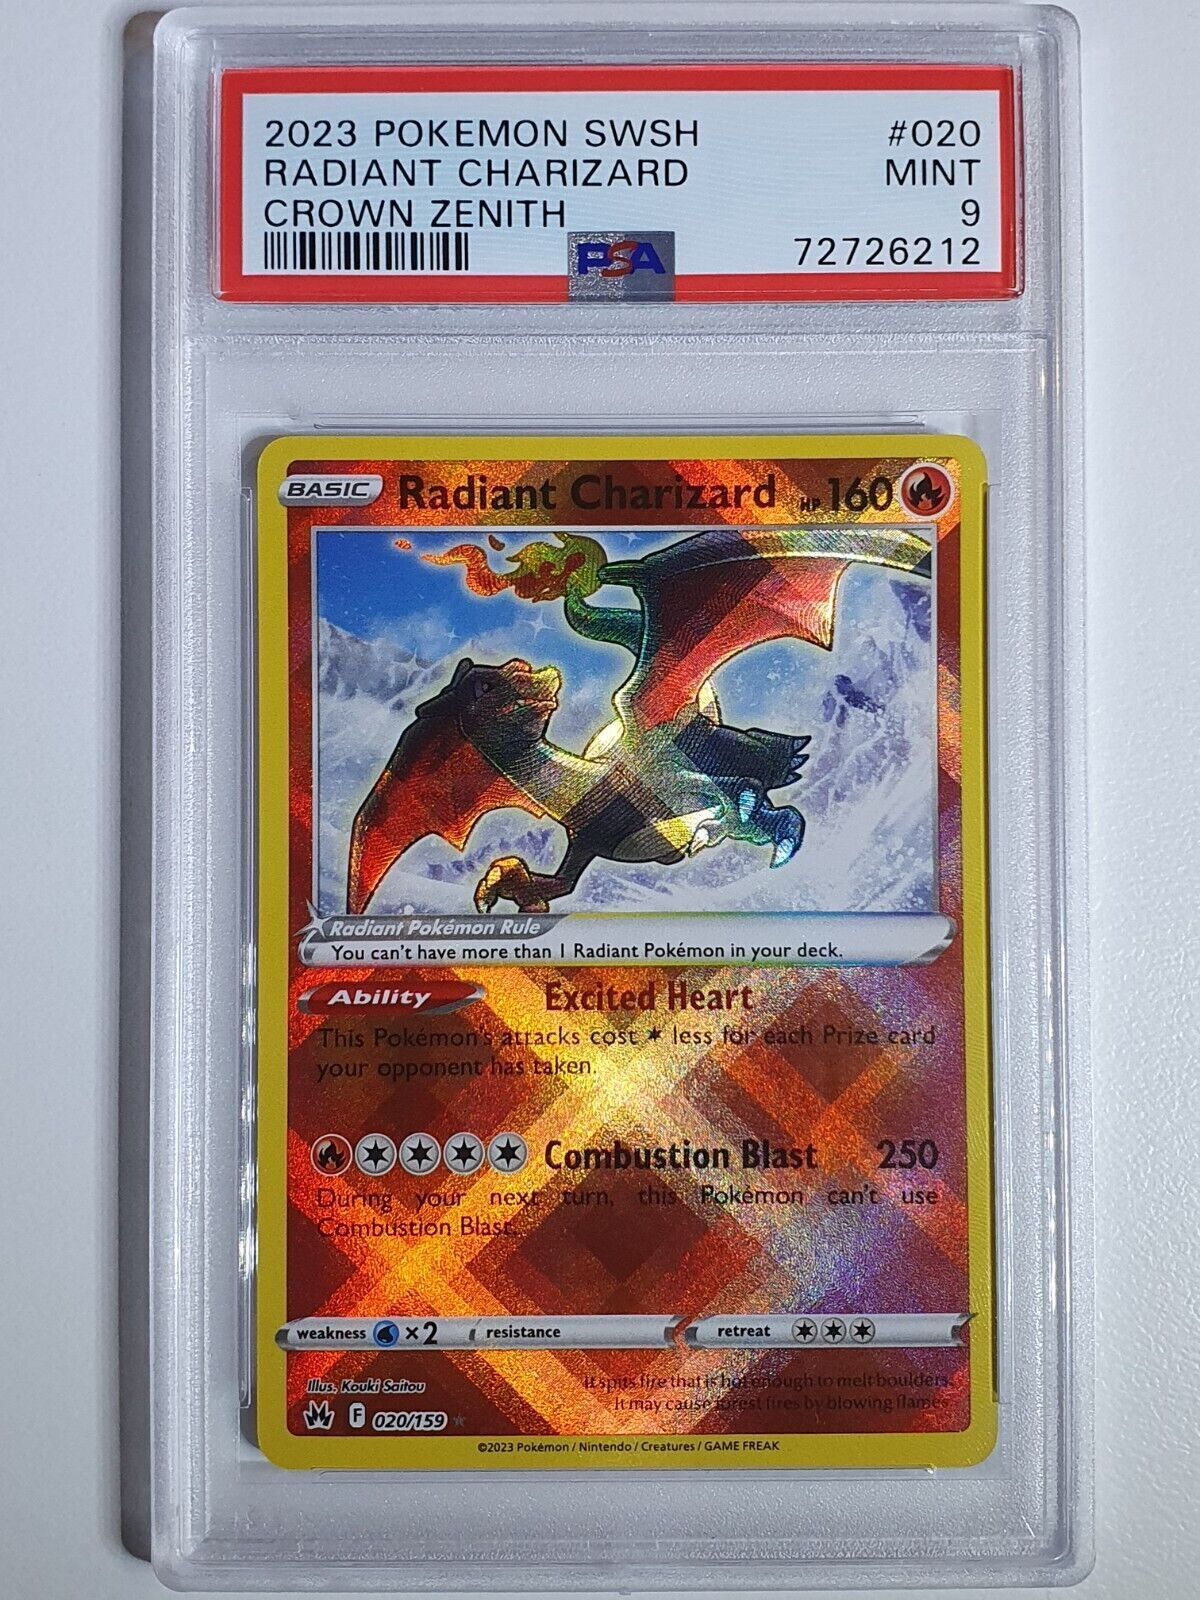 2023 POKEMON SWSH #020
RADIANT CHARIZARD MINT
CROWN ZENITH 9
PSA 72726212
BASIC Radiant Charizard HP 160
Radiant Pokémon Rule
You can't have more than 1 Radiant Pokémon in your deck.
Ability Excited Heart
This Pokémon's attacks cost less for each Prize card
your opponent has taken.
Combustion Blast 250
During your next turn, this Pokémon can't use
Combustion Blast.
weakness ×2 resistance retreat
Illus. Kouki Saitou
It spits fire that is hot enough to melt boulders.
It may cause forest fires by blowing flames.
F 020/159
©2023 Pokémon / Nintendo / Creatures / GAME FREAK